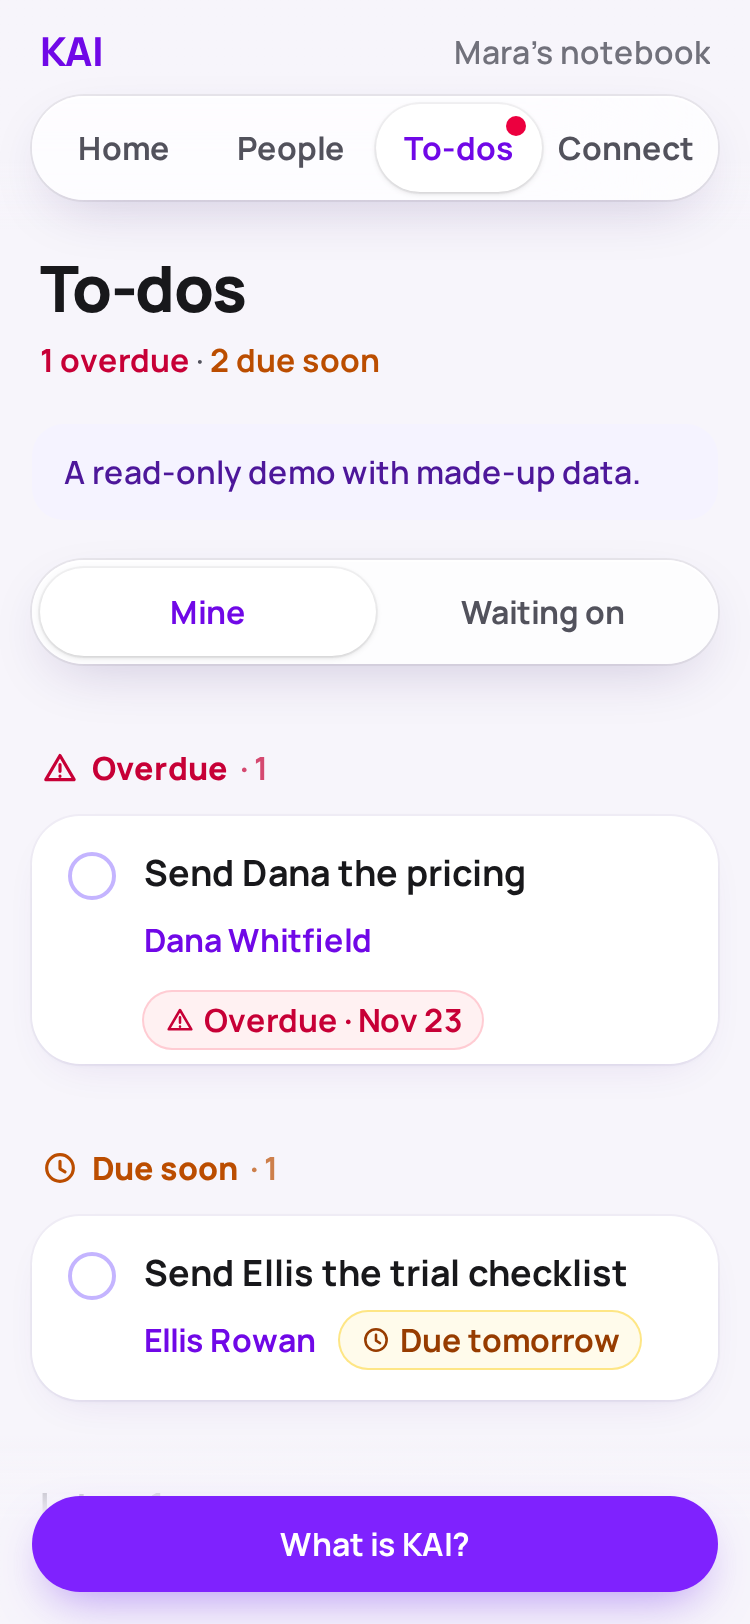 KAI
Mara's notebook
Home People To-dos Connect
To-dos
1 overdue · 2 due soon
A read-only demo with made-up data.
Mine Waiting on
Overdue · 1
Send Dana the pricing
Dana Whitfield
Overdue · Nov 23
Due soon · 1
Send Ellis the trial checklist
Ellis Rowan Due tomorrow
What is KAI?